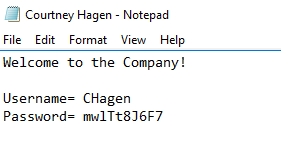 Courtney Hagen - Notepad
File Edit Format View Help
Welcome to the Company!
Username= CHagen
Password= mwlTt8J6F7